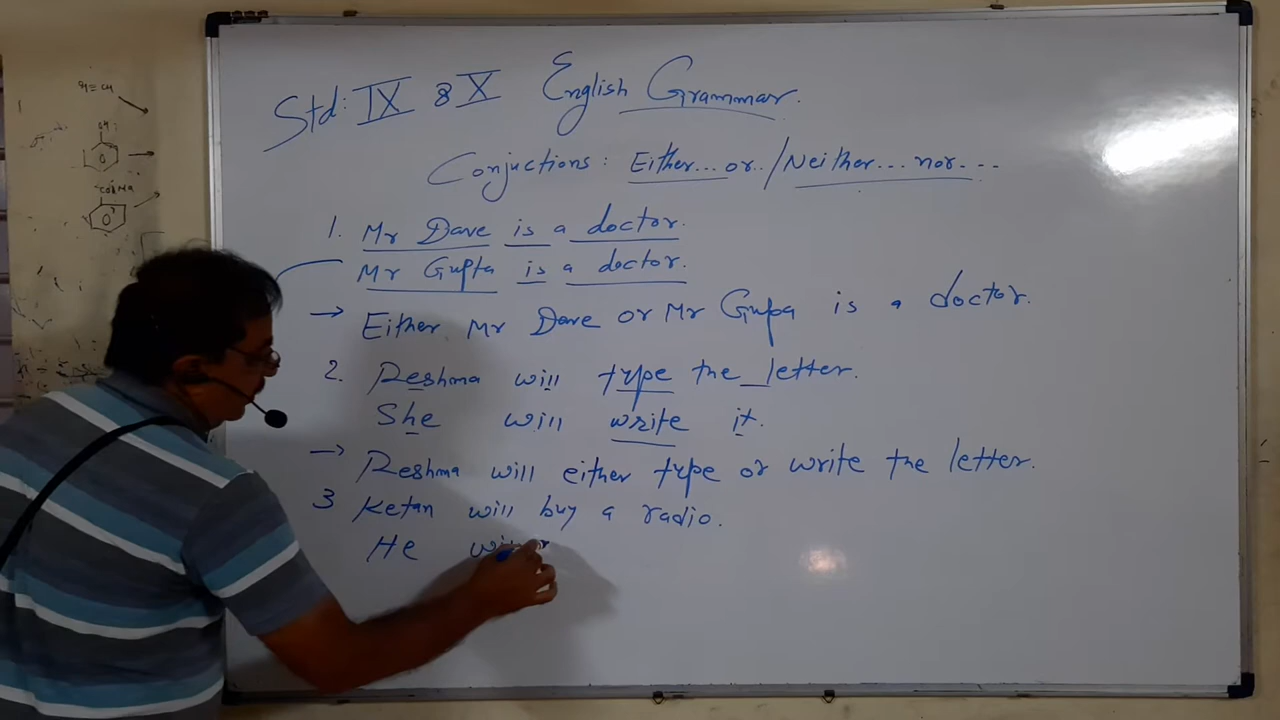 Std: IX & X English Grammar.
Conjuctions: Either... or.. / Neither... nor...
1. Mr Dave is a doctor.
Mr Gupta is a doctor.
→ Either Mr Dave or Mr Gupa is a doctor.
2. Reshma will type the letter.
She will write it.
→ Reshma will either type or write the letter.
3 Ketan will buy a radio.
He